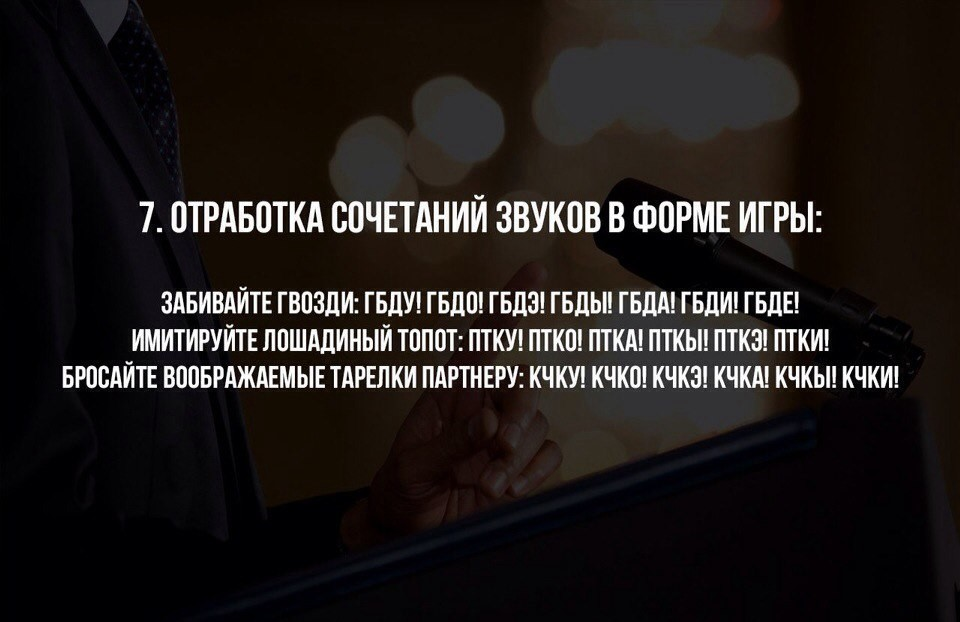 7. ОТРАБОТКА СОЧЕТАНИЙ ЗВУКОВ В ФОРМЕ ИГРЫ:
ЗАБИВАЙТЕ ГВОЗДИ: ГБДУ! ГБДО! ГБДЭ! ГБДЫ! ГБДА! ГБДИ! ГБДЕ!
ИМИТИРУЙТЕ ЛОШАДИНЫЙ ТОПОТ: ПТКУ! ПТКО! ПТКА! ПТКЫ! ПТКЭ! ПТКИ!
БРОСАЙТЕ ВООБРАЖАЕМЫЕ ТАРЕЛКИ ПАРТНЕРУ: КЧКУ! КЧКО! КЧКЭ! КЧКА! КЧКЫ! КЧКИ!